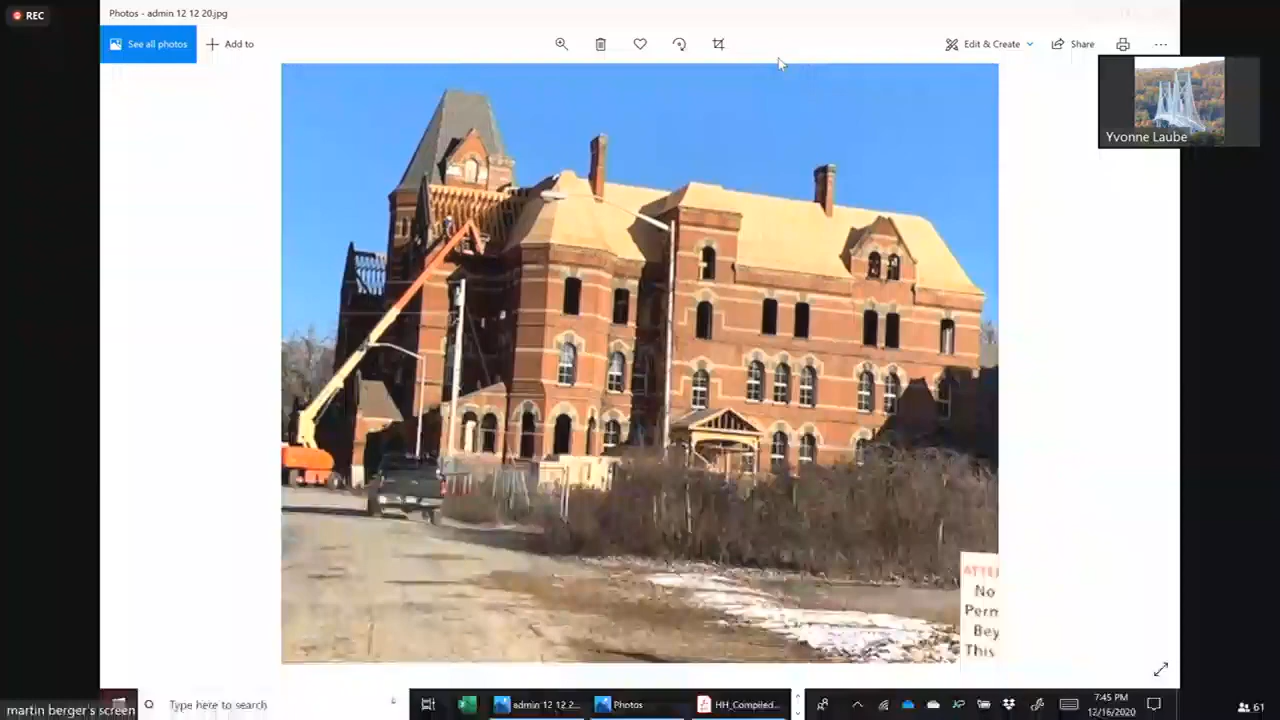 REC
Photos - admin 12 12 20.jpg
See all photos
Add to
Edit & Create
Share
Yvonne Laube
ATTE
No
Perm
Bey
This
martin berger's screen
Type here to search
admin 12 12 2...
Photos
HH_Compiled...
7:45 PM
12/16/2020
61